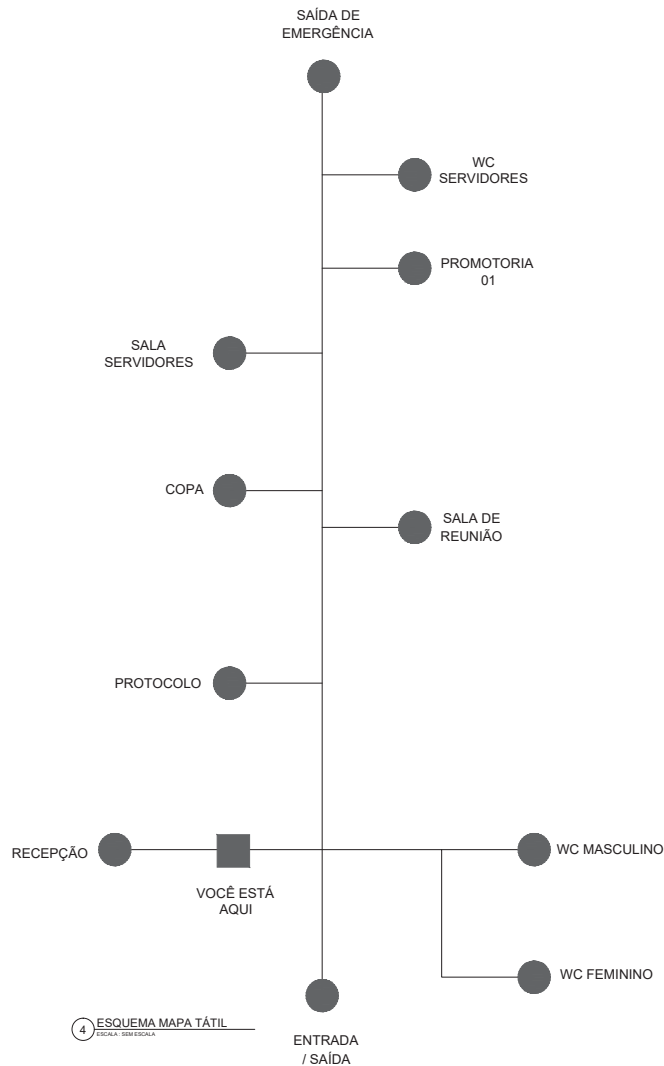 SAÍDA DE
EMERGÊNCIA
WC
SERVIDORES
PROMOTORIA
01
SALA
SERVIDORES
COPA
SALA DE
REUNIÃO
PROTOCOLO
RECEPÇÃO
WC MASCULINO
VOCÊ ESTÁ
AQUI
WC FEMININO
4
ESQUEMA MAPA TÁTIL
ESCALA : SEM ESCALA
ENTRADA
/ SAÍDA